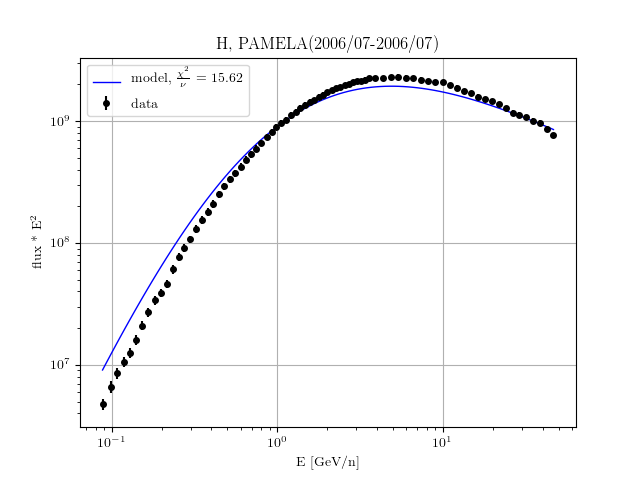 H, PAMELA(2006/07-2006/07)
model, χ²/ν = 15.62
data
flux * E²
10⁹
10⁸
10⁷
10⁻¹ 10⁰ 10¹
E [GeV/n]